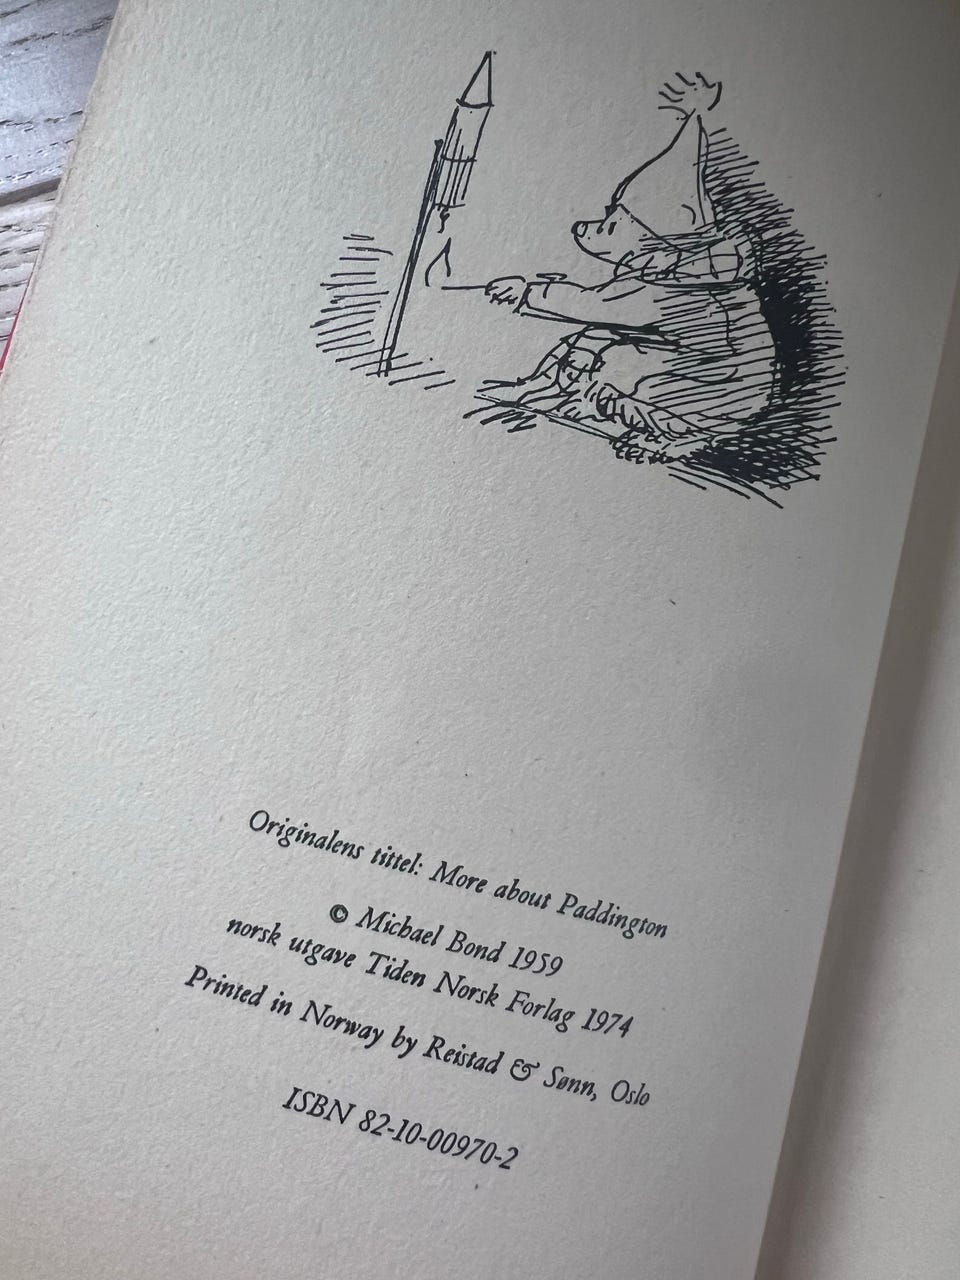 Originalens tittel: More about Paddington
© Michael Bond 1959
norsk utgave Tiden Norsk Forlag 1974
Printed in Norway by Reistad & Sønn, Oslo
ISBN 82-10-00970-2